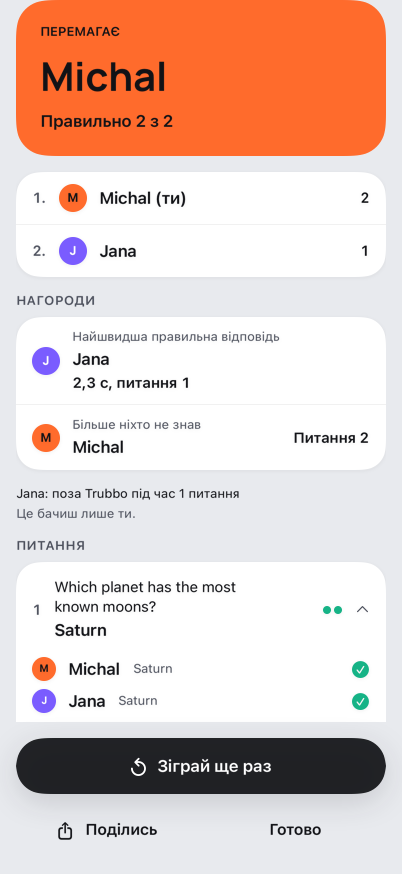 ПЕРЕМАГАЄ
Michal
Правильно 2 з 2
1. M Michal (ти) 2
2. J Jana 1
НАГОРОДИ
Найшвидша правильна відповідь
J Jana
2,3 с, питання 1
Більше ніхто не знав
M Michal Питання 2
Jana: поза Trubbo під час 1 питання
Це бачиш лише ти.
ПИТАННЯ
Which planet has the most
1 known moons?
Saturn
M Michal Saturn
J Jana Saturn
Зіграй ще раз
Поділись Готово